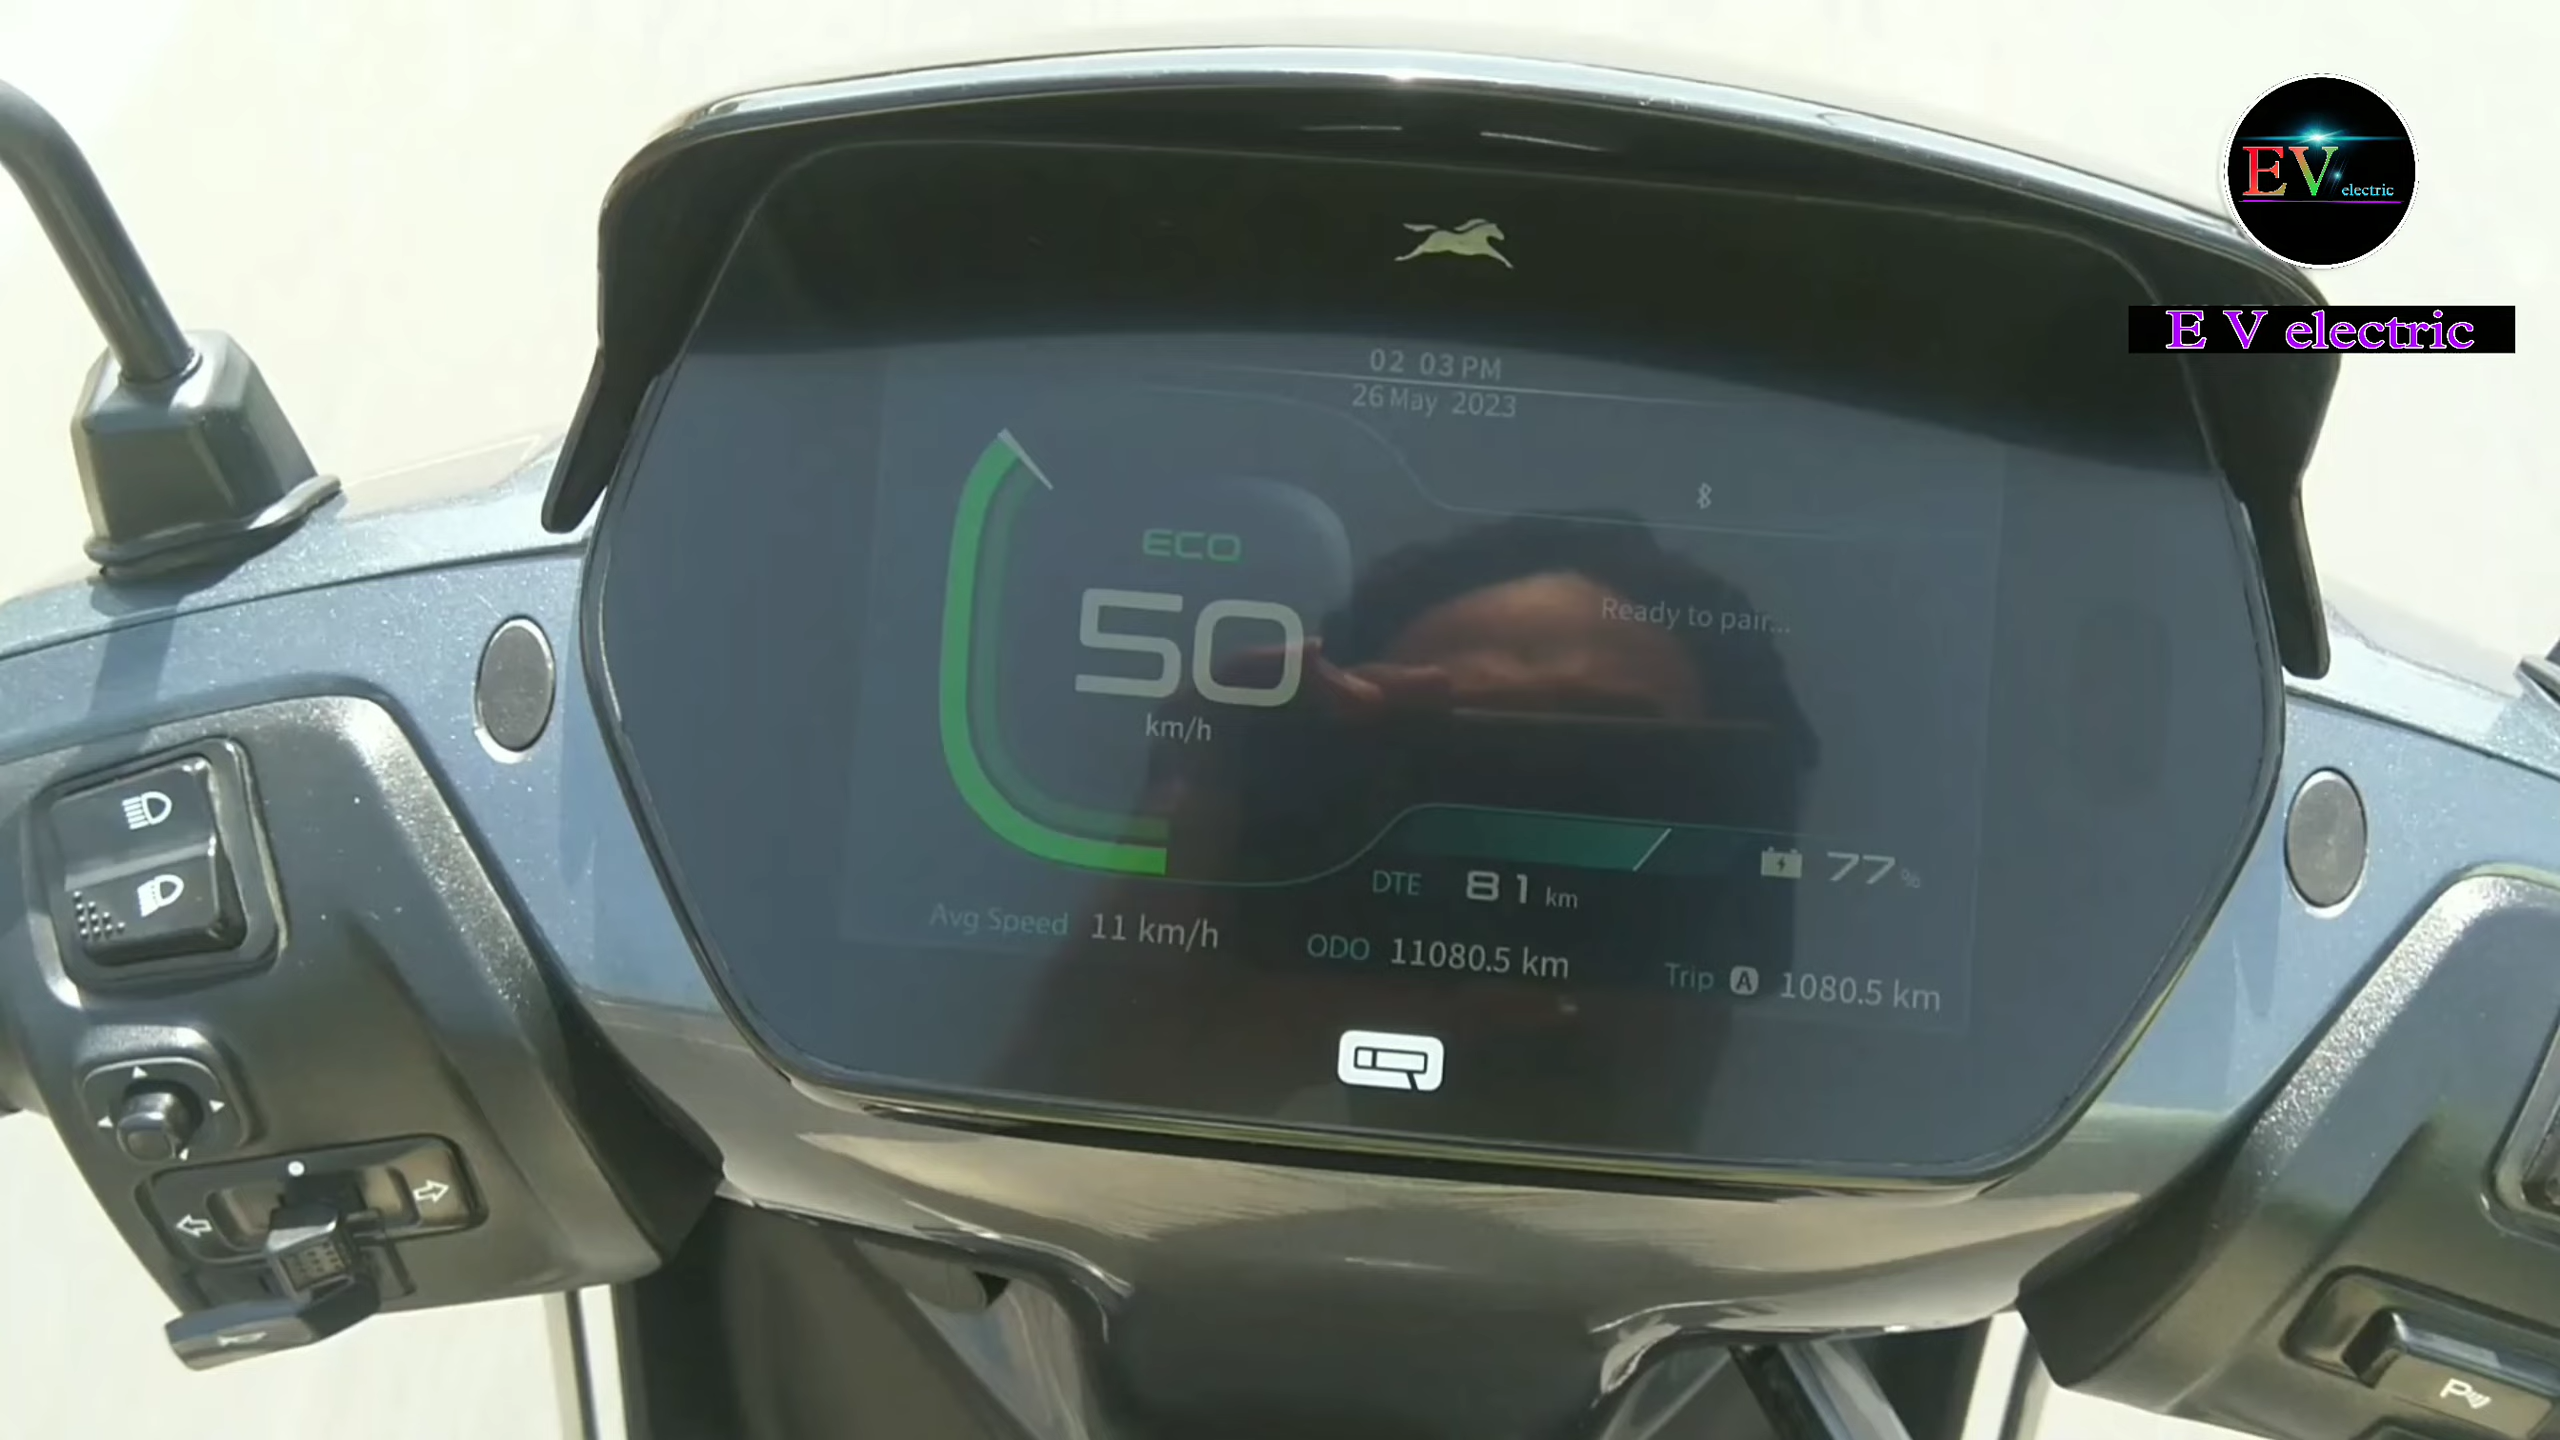 EV electric
E V electric
02 03 PM
26 May 2023
ECO
50
km/h
Ready to pair...
77%
DTE 81 km
Avg Speed 11 km/h
ODO 11080.5 km
Trip A 1080.5 km
P